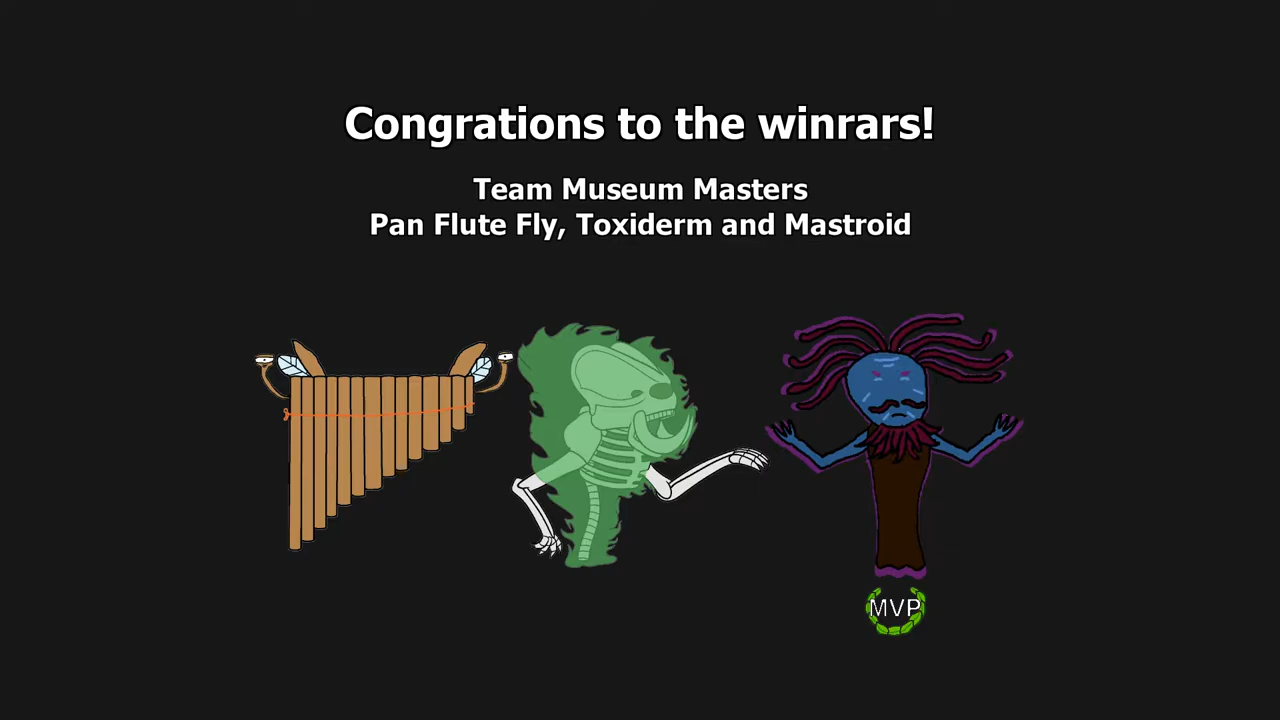 Congrations to the winrars!
Team Museum Masters
Pan Flute Fly, Toxiderm and Mastroid
MVP